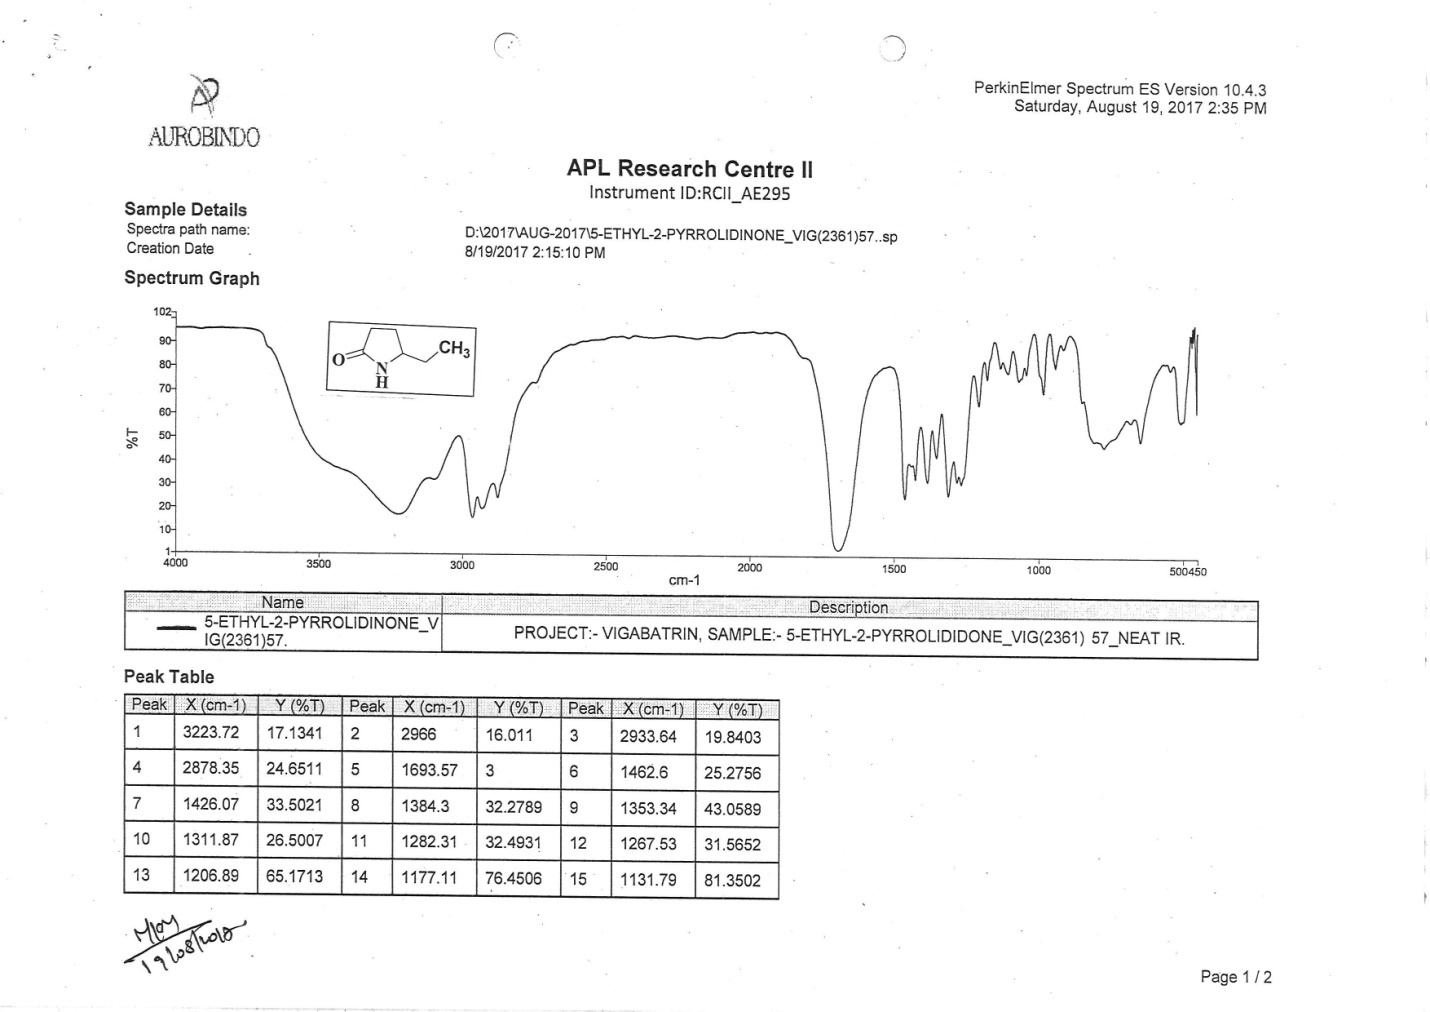 AUROBINDO
PerkinElmer Spectrum ES Version 10.4.3
Saturday, August 19, 2017 2:35 PM
APL Research Centre II
Instrument ID:RCII_AE295
Sample Details
Spectra path name: D:\2017\AUG-2017\5-ETHYL-2-PYRROLIDINONE_VIG(2361)57..sp
Creation Date 8/19/2017 2:15:10 PM
Spectrum Graph
102
90
80
70
60
50
40
30
20
10
1
%T
O
N
H
CH3
4000 3500 3000 2500 2000 1500 1000 500450
cm-1
Name Description
5-ETHYL-2-PYRROLIDINONE_V
IG(2361)57.
PROJECT:- VIGABATRIN, SAMPLE:- 5-ETHYL-2-PYRROLIDIDONE_VIG(2361) 57_NEAT IR.
Peak Table
Peak X (cm-1) Y (%T) Peak X (cm-1) Y (%T) Peak X (cm-1) Y (%T)
1 3223.72 17.1341 2 2966 16.011 3 2933.64 19.8403
4 2878.35 24.6511 5 1693.57 3 6 1462.6 25.2756
7 1426.07 33.5021 8 1384.3 32.2789 9 1353.34 43.0589
10 1311.87 26.5007 11 1282.31 32.4931 12 1267.53 31.5652
13 1206.89 65.1713 14 1177.11 76.4506 15 1131.79 81.3502
Page 1 / 2